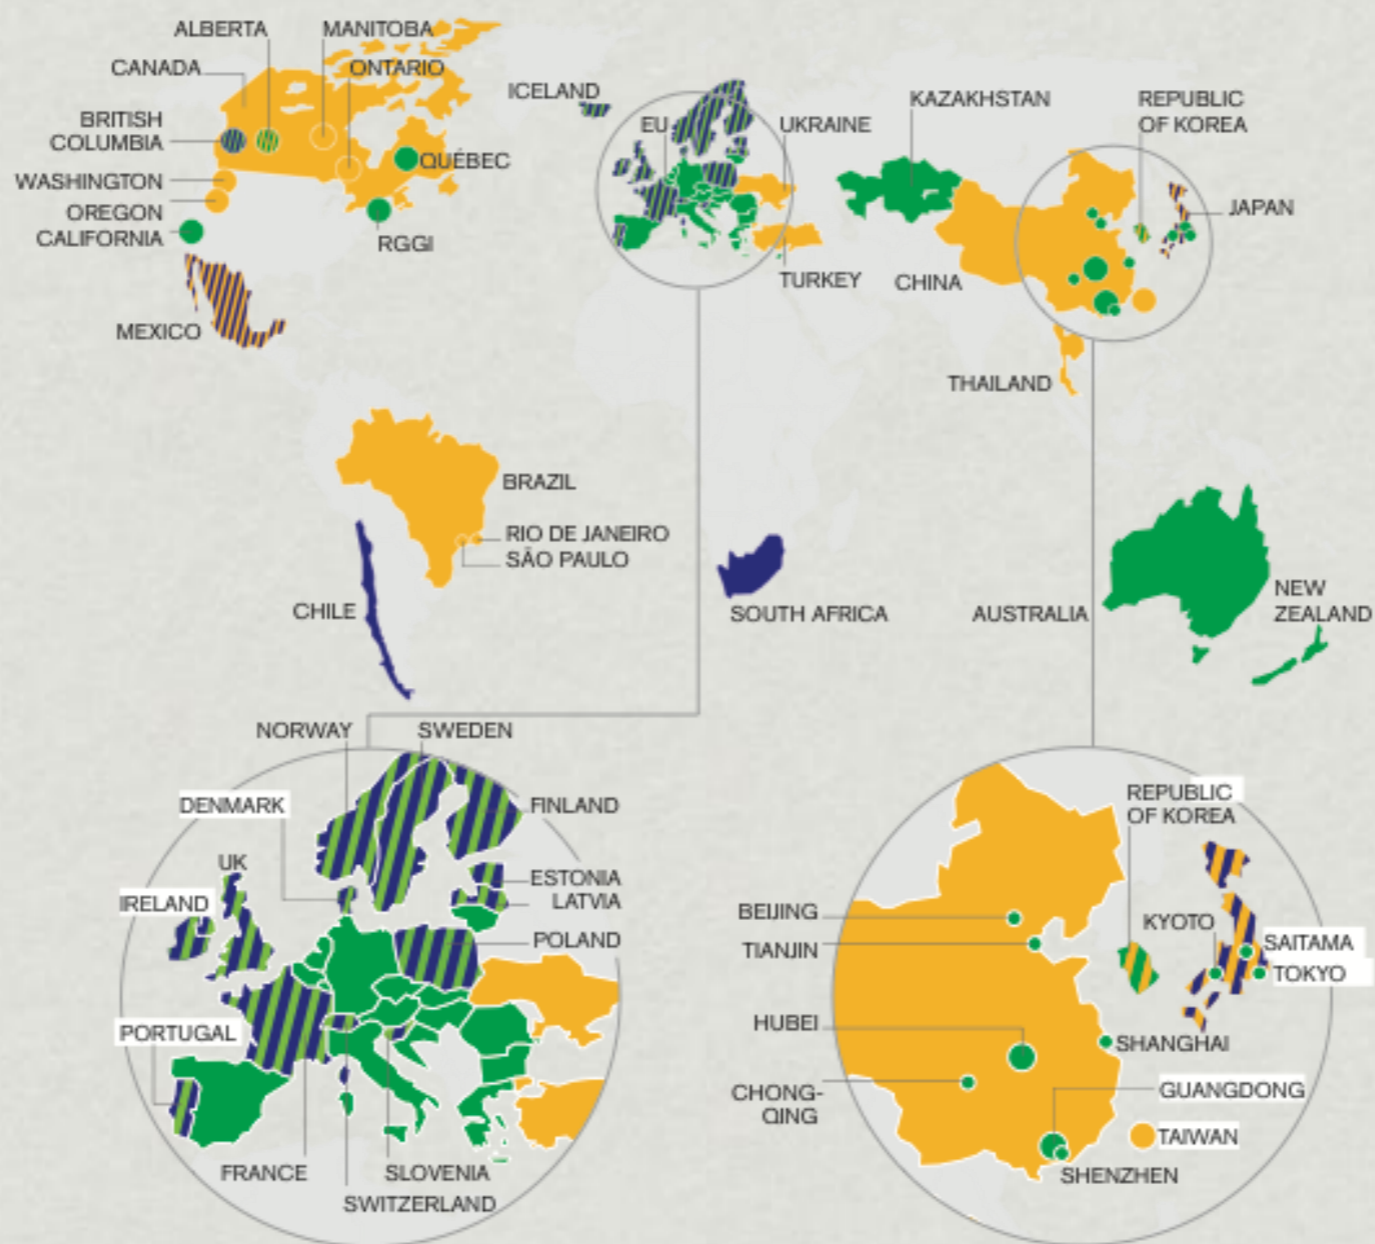 ALBERTA
MANITOBA
CANADA
ONTARIO
ICELAND
KAZAKHSTAN
REPUBLIC
OF KOREA
BRITISH
COLUMBIA
EU
UKRAINE
QUÉBEC
WASHINGTON
OREGON
CALIFORNIA
RGGI
JAPAN
TURKEY
CHINA
MEXICO
THAILAND
BRAZIL
RIO DE JANEIRO
SÃO PAULO
CHILE
SOUTH AFRICA
AUSTRALIA
NEW
ZEALAND
NORWAY
SWEDEN
DENMARK
FINLAND
UK
ESTONIA
LATVIA
IRELAND
POLAND
PORTUGAL
FRANCE
SLOVENIA
SWITZERLAND
REPUBLIC
OF KOREA
BEIJING
KYOTO
TIANJIN
SAITAMA
TOKYO
HUBEI
SHANGHAI
CHONG-
QING
GUANGDONG
TAIWAN
SHENZHEN